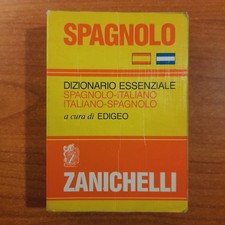 SPAGNOLO
DIZIONARIO ESSENZIALE
SPAGNOLO-ITALIANO
ITALIANO-SPAGNOLO
a cura di EDIGEO
ZANICHELLI